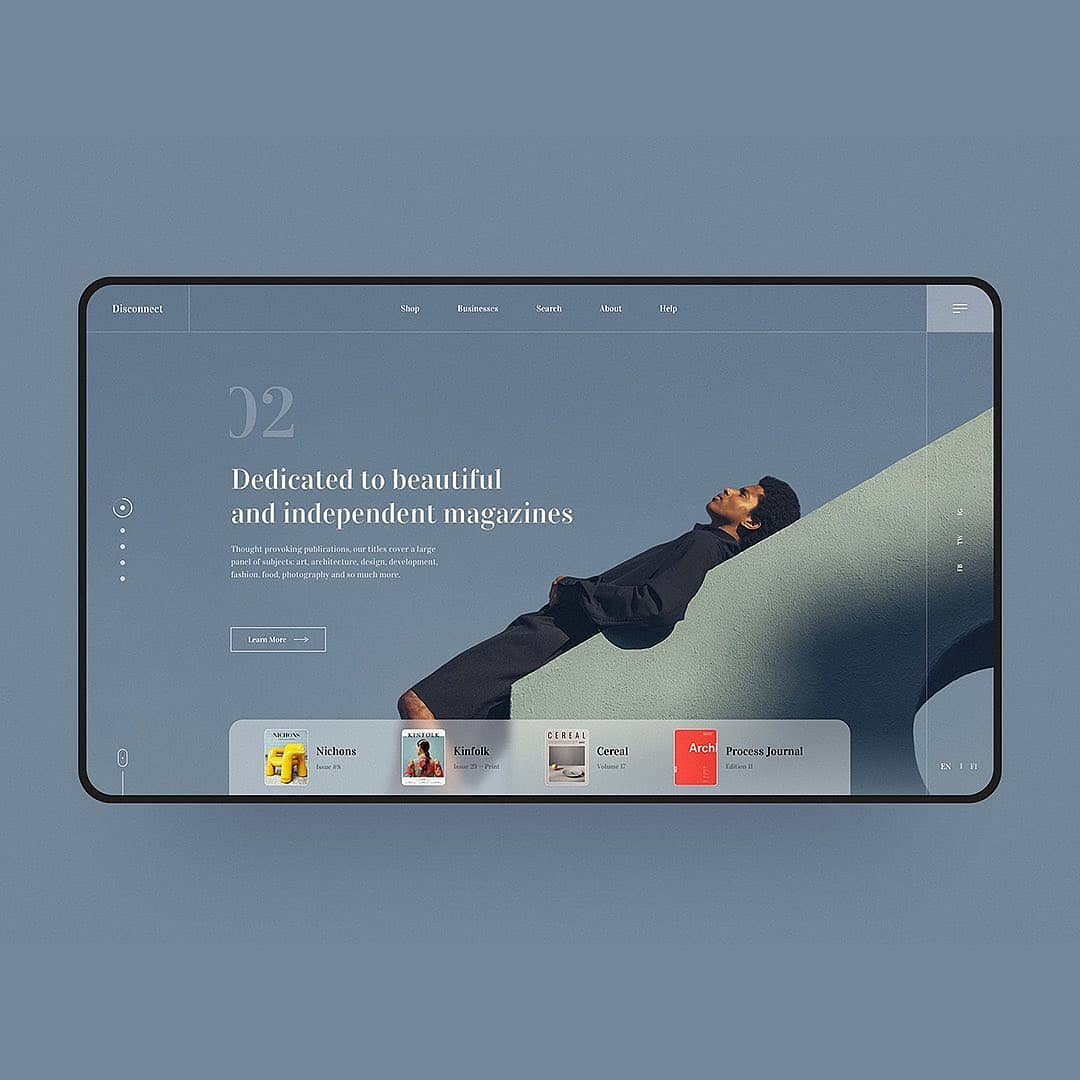 Disconnect
Shop Businesses Search About Help
02
Dedicated to beautiful
and independent magazines
Thought provoking publications, our titles cover a large
panel of subjects: art, architecture, design, development,
fashion, food, photography and so much more.
Learn More
IG
TW
FB
NICHONS
Nichons
Issue #8
KINFOLK
Kinfolk
Issue 29 – Print
CEREAL
Cereal
Volume 17
Archi
Process Journal
Edition 11
EN | FI